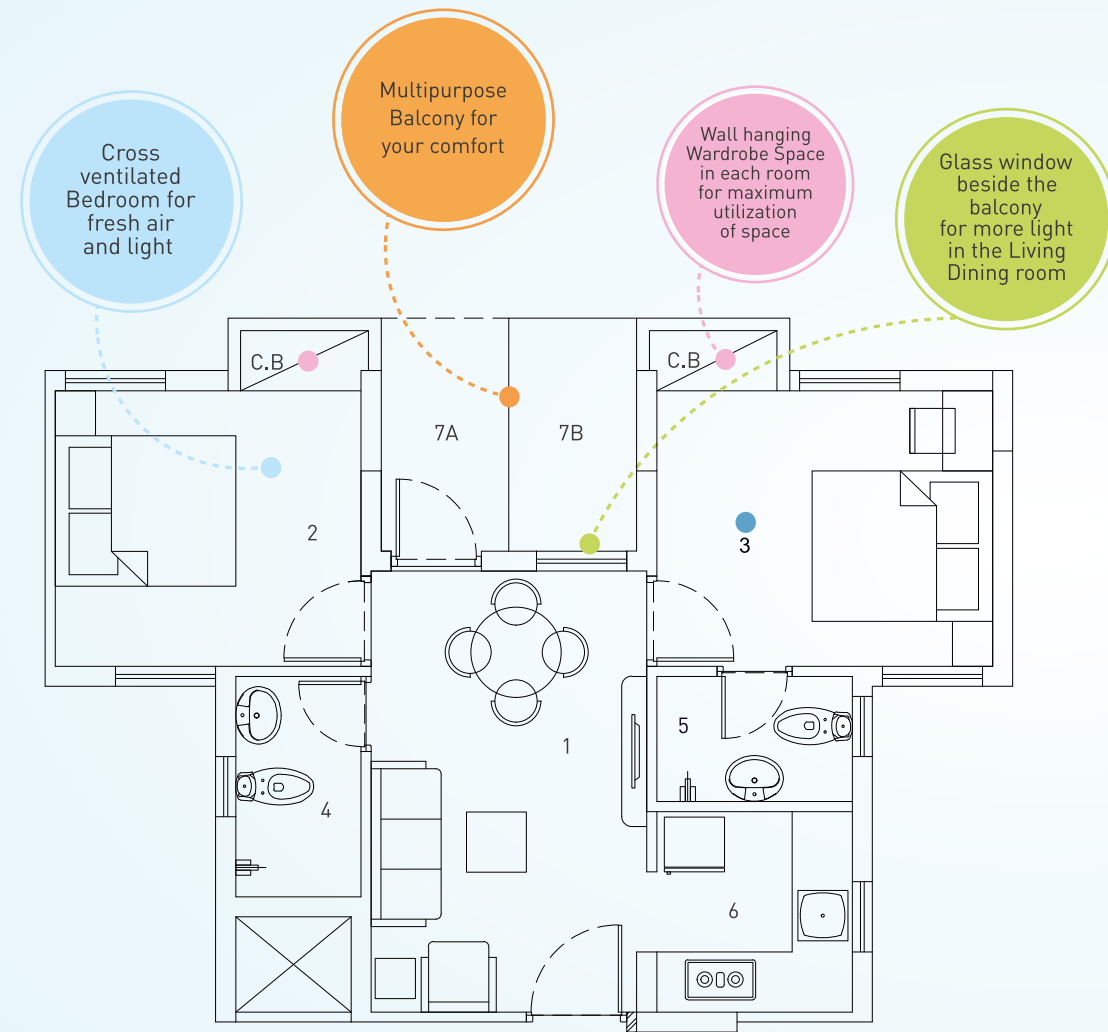 Cross
ventilated
Bedroom for
fresh air
and light
Multipurpose
Balcony for
your comfort
Wall hanging
Wardrobe Space
in each room
for maximum
utilization
of space
Glass window
beside the
balcony
for more light
in the Living
Dining room
C.B
C.B
7A
7B
2
3
1
5
4
6